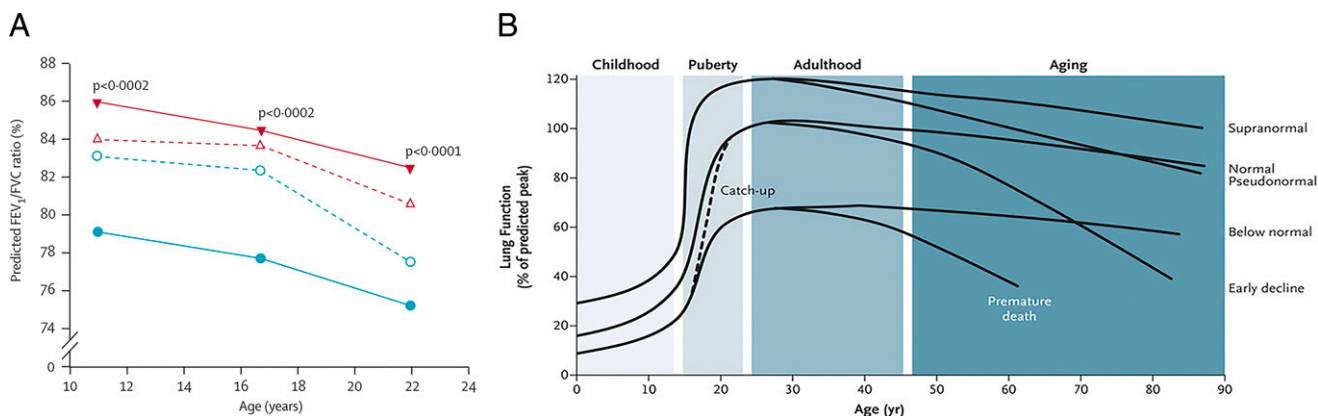 A
Predicted FEV1/FVC ratio (%)
88
86
84
82
80
78
76
74
0
p<0·0002
p<0·0002
p<0·0001
10 12 14 16 18 20 22 24
Age (years)
B
Childhood Puberty Adulthood Aging
Lung Function
(% of predicted peak)
120
100
80
60
40
20
0
Catch-up
Premature
death
Supranormal
Normal
Pseudonormal
Below normal
Early decline
0 10 20 30 40 50 60 70 80 90
Age (yr)